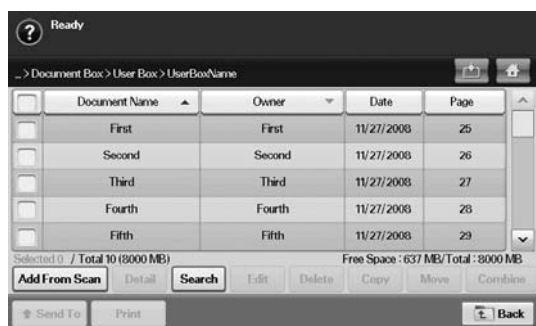 Ready
_ > Document Box > User Box > UserBoxName
Document Name Owner Date Page
First First 11/27/2008 25
Second Second 11/27/2008 26
Third Third 11/27/2008 27
Fourth Fourth 11/27/2008 28
Fifth Fifth 11/27/2008 29
Selected 0 / Total 10 (8000 MB) Free Space : 637 MB/Total : 8000 MB
Add From Scan Detail Search Edit Delete Copy Move Combine
Send To Print Back